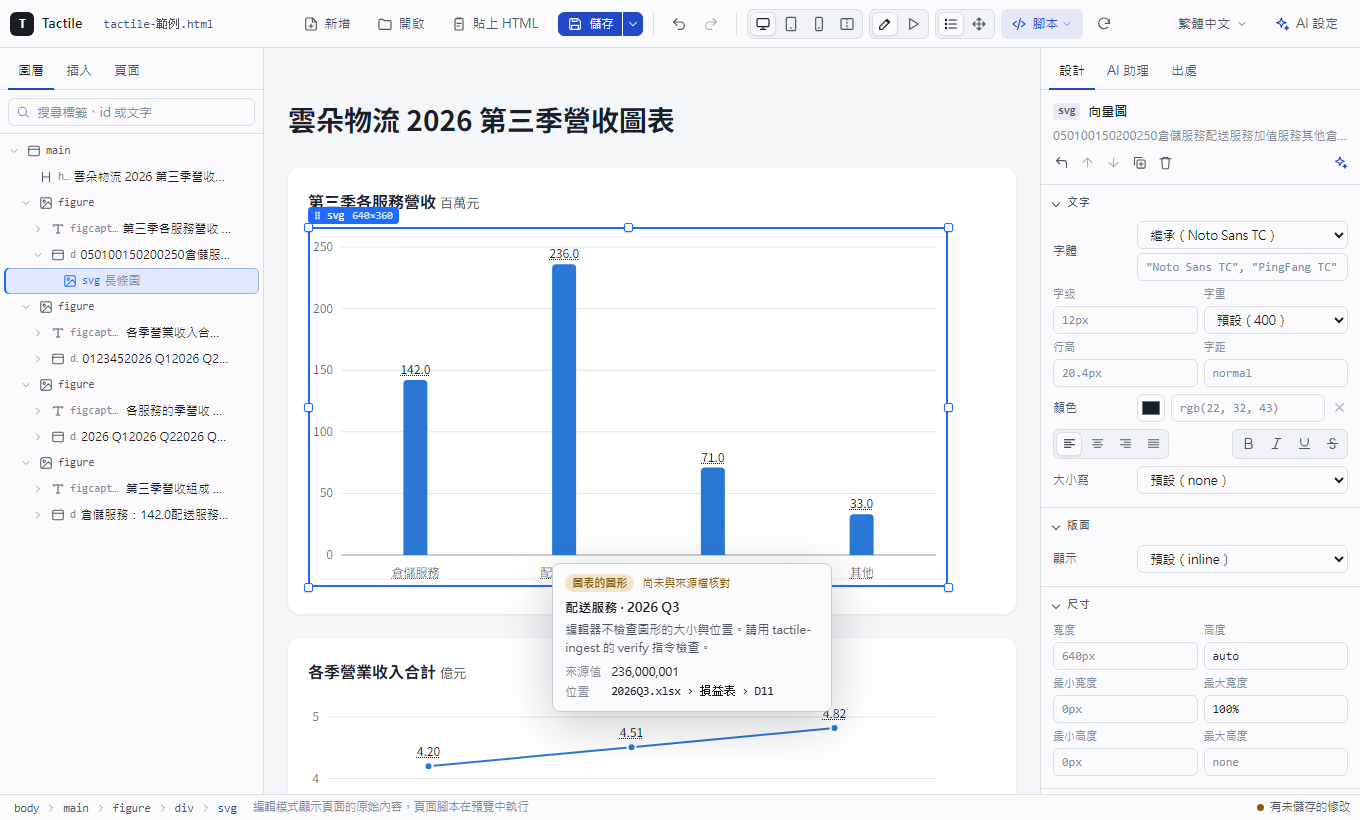 T Tactile tactile-範例.html 新增 開啟 貼上 HTML 儲存 腳本 繁體中文 AI 設定
圖層 插入 頁面
搜尋標籤、id 或文字
main
h… 雲朵物流 2026 第三季營收…
figure
figcapt… 第三季各服務營收 …
d 050100150200250倉儲服…
svg 長條圖
figure
figcapt… 各季營業收入合…
d. 0123452026 Q12026 Q2…
figure
figcapt… 各服務的季營收 …
d. 2026 Q12026 Q22026 Q…
figure
figcapt… 第三季營收組成 …
d 倉儲服務：142.0配送服務…
雲朵物流 2026 第三季營收圖表
第三季各服務營收 百萬元
svg 640×360
250
200
150
100
50
0
142.0
236.0
71.0
33.0
倉儲服務
配
其他
圖表的圖形 尚未與來源檔核對
配送服務 · 2026 Q3
編輯器不檢查圖形的大小與位置。請用 tactile-
ingest 的 verify 指令檢查。
來源值 236,000,001
位置 2026Q3.xlsx › 損益表 › D11
各季營業收入合計 億元
5
4
4.20
4.51
4.82
設計 AI 助理 出處
svg 向量圖
050100150200250倉儲服務配送服務加值服務其他倉…
文字
字體 繼承（Noto Sans TC）
"Noto Sans TC", "PingFang TC"
字級 字重
12px 預設（400）
行高 字距
20.4px normal
顏色 rgb(22, 32, 43)
B I U S
大小寫 預設（none）
版面
顯示 預設（inline）
尺寸
寬度 高度
640px auto
最小寬度 最大寬度
0px 100%
最小高度 最大高度
0px none
body main figure div svg 編輯模式顯示頁面的原始內容，頁面腳本在預覽中執行 有未儲存的修改